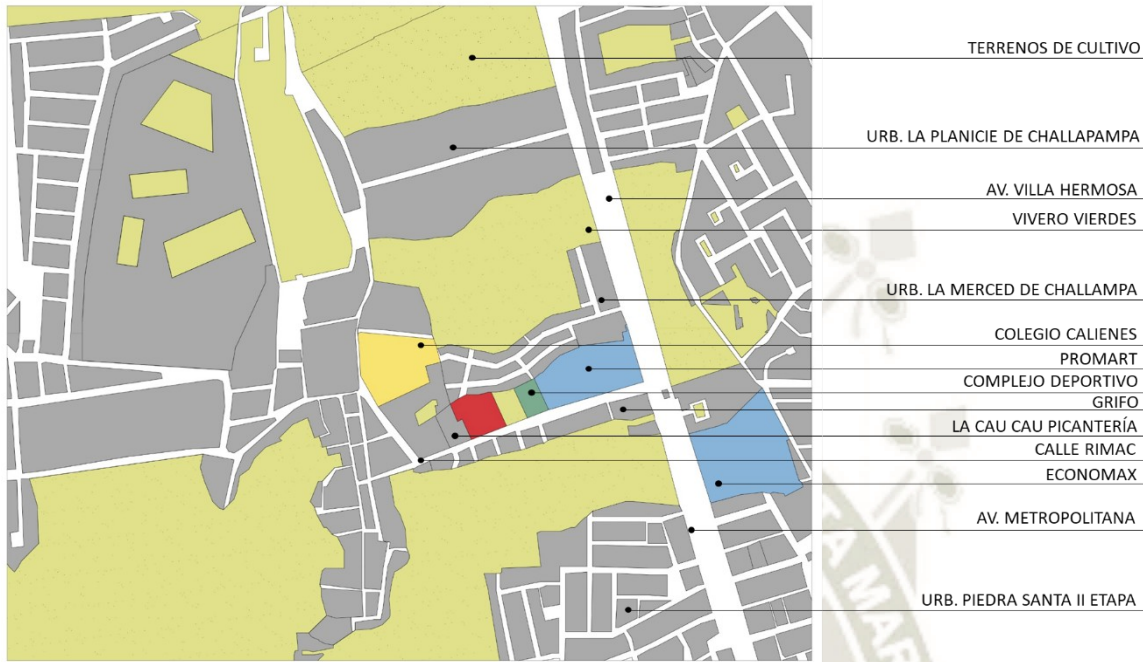 TERRENOS DE CULTIVO
URB. LA PLANICIE DE CHALLAPAMPA
AV. VILLA HERMOSA
VIVERO VIERDES
URB. LA MERCED DE CHALLAMPA
COLEGIO CALIENES
PROMART
COMPLEJO DEPORTIVO
GRIFO
LA CAU CAU PICANTERÍA
CALLE RIMAC
ECONOMAX
AV. METROPOLITANA
URB. PIEDRA SANTA II ETAPA